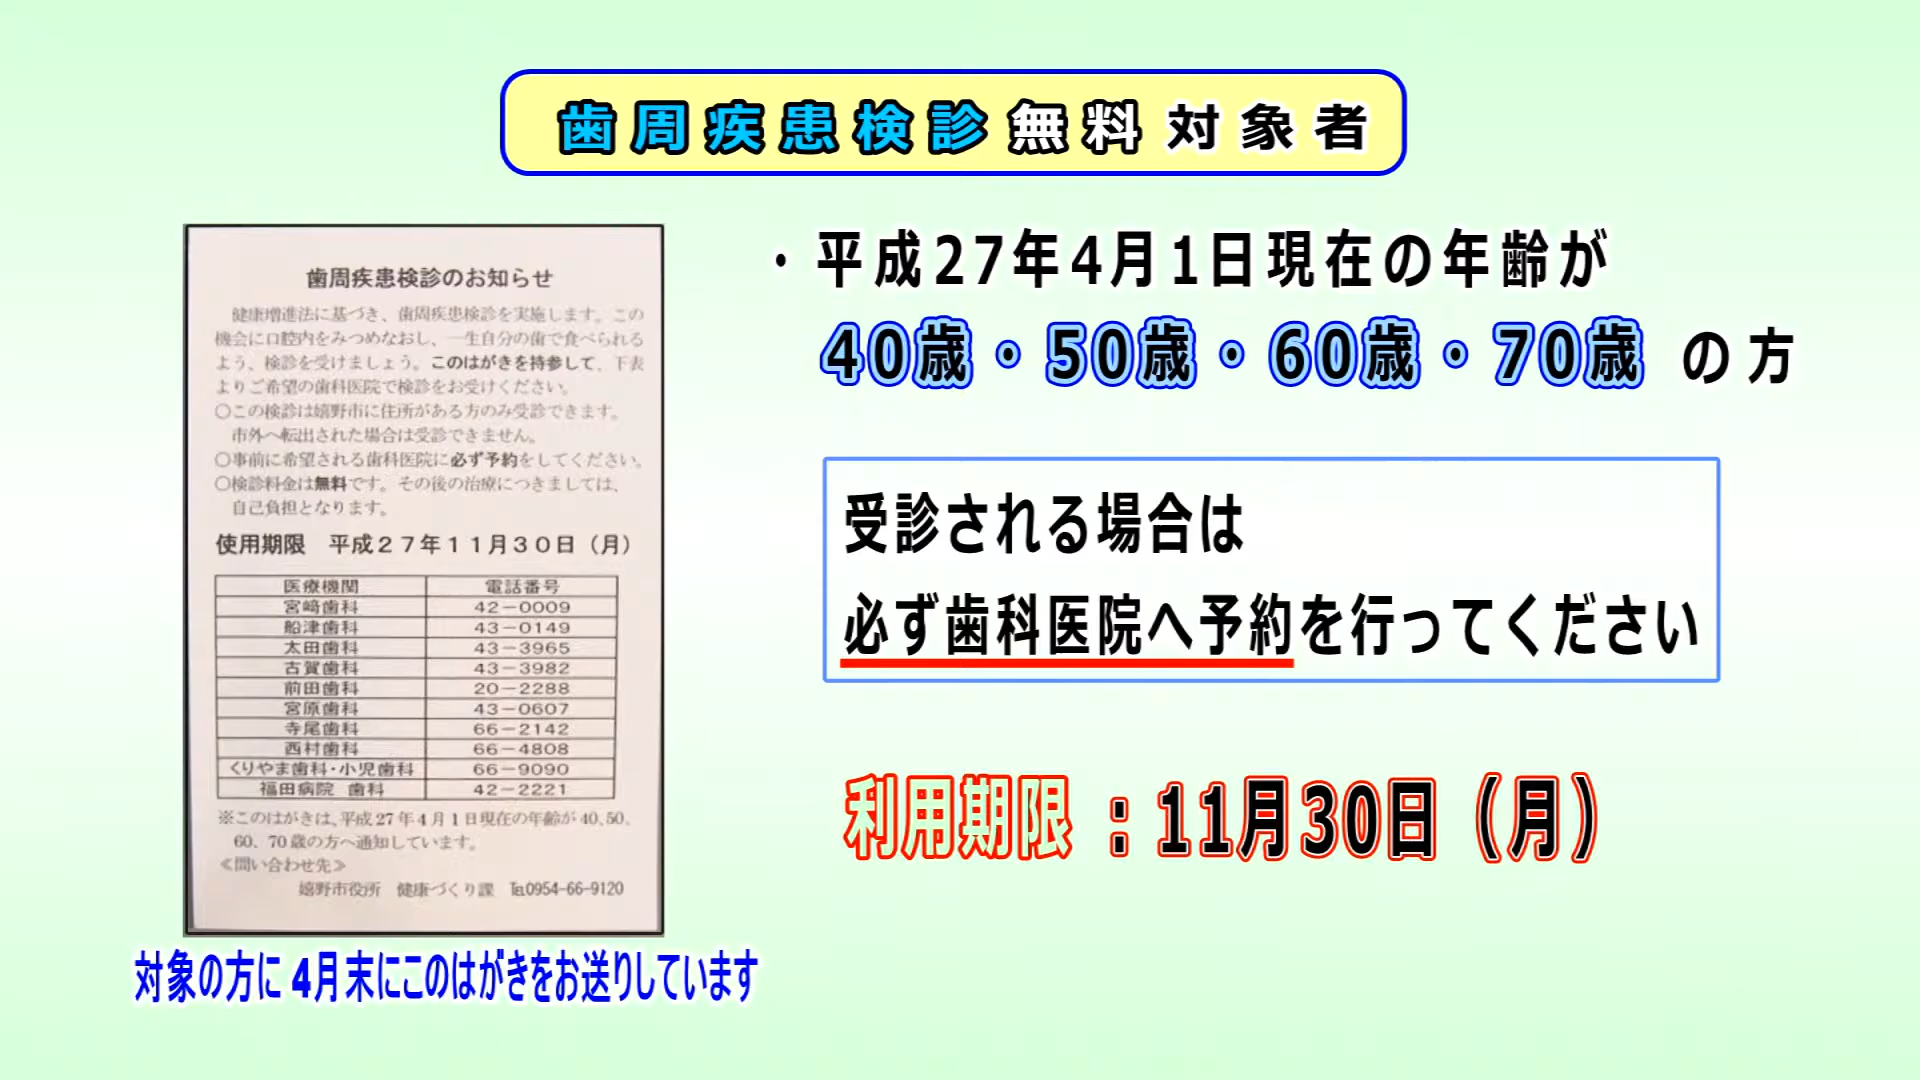 歯周疾患検診無料対象者
歯周疾患検診のお知らせ
健康増進法に基づき、歯周疾患検診を実施します。この
機会に口腔内をみつめなおし、一生自分の歯で食べられる
よう、検診を受けましょう。このはがきを持参して、下表
よりご希望の歯科医院で検診をお受けください。
○この検診は嬉野市に住所がある方のみ受診できます。
市外へ転出された場合は受診できません。
○事前に希望される歯科医院に必ず予約をしてください。
○検診料金は無料です。その後の治療につきましては、
自己負担となります。
使用期限 平成27年11月30日(月)
医療機関 電話番号
宮﨑歯科 42-0009
船津歯科 43-0149
太田歯科 43-3965
古賀歯科 43-3982
前田歯科 20-2288
宮原歯科 43-0607
寺尾歯科 66-2142
西村歯科 66-4808
くりやま歯科・小児歯科 66-9090
福田病院 歯科 42-2221
※このはがきは、平成27年4月1日現在の年齢が40、50、
60、70歳の方へ通知しています。
≪問い合わせ先≫
嬉野市役所 健康づくり課 ℡0954-66-9120
対象の方に4月末にこのはがきをお送りしています
・平成27年4月1日現在の年齢が
40歳・50歳・60歳・70歳 の方
受診される場合は
必ず歯科医院へ予約を行ってください
利用期限:11月30日(月)